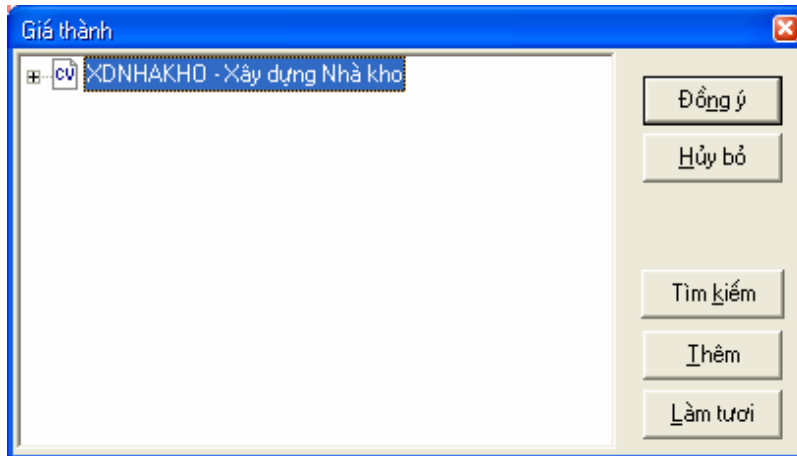 Giá thành
CV XDNHAKHO - Xây dựng Nhà kho
Đồng ý
Hủy bỏ
Tìm kiếm
Thêm
Làm tươi